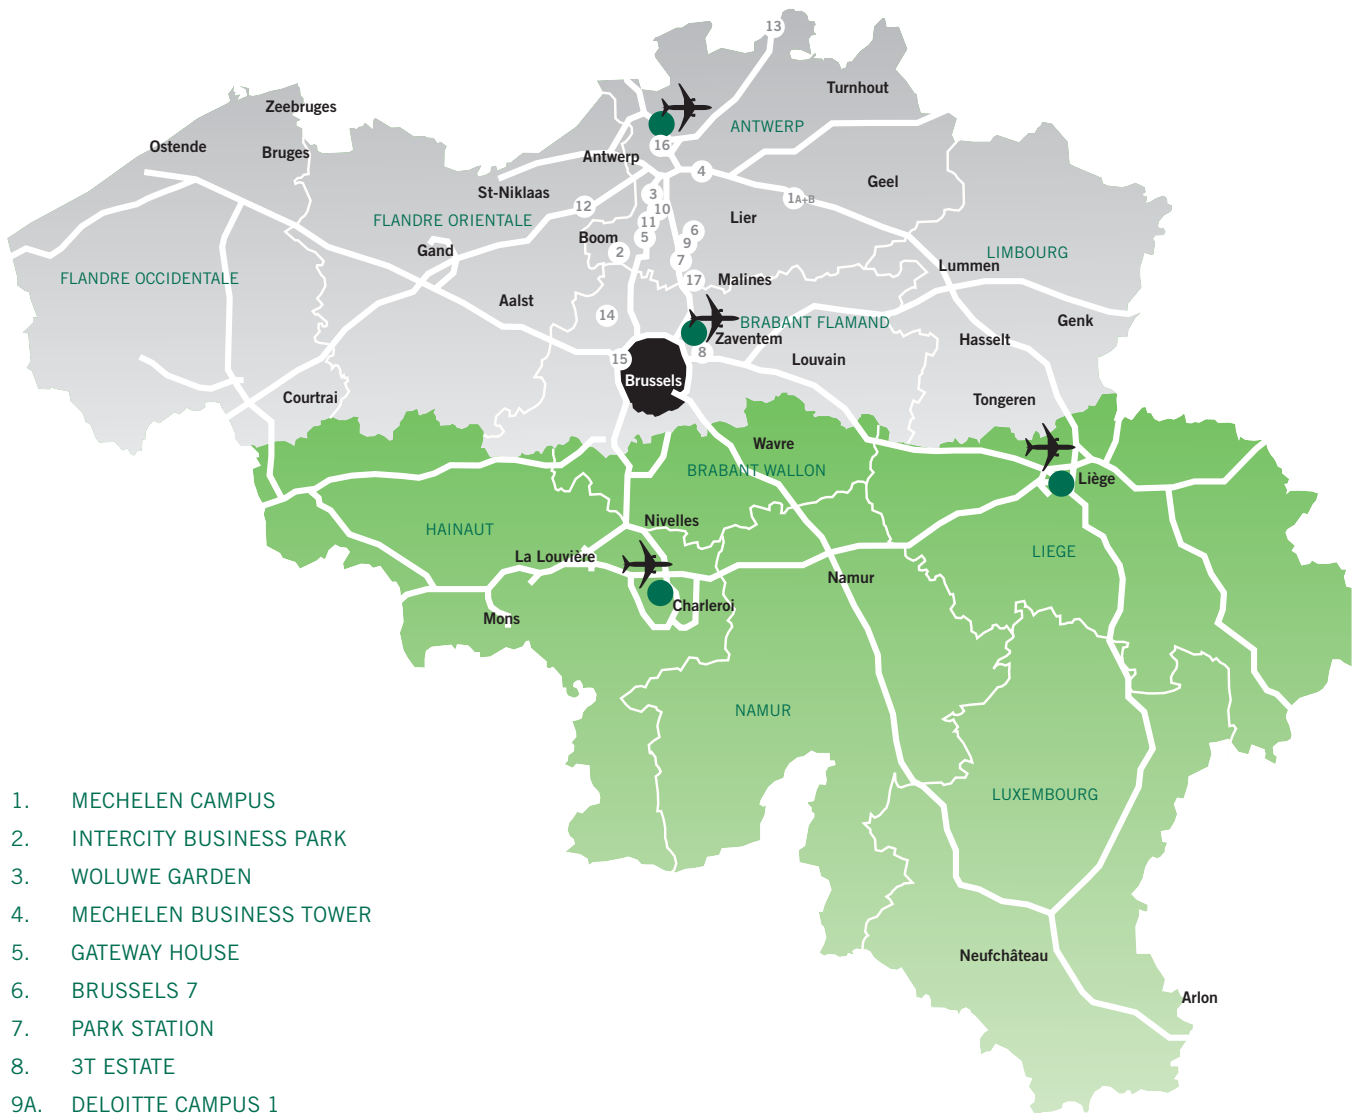 13
Turnhout
Zeebruges
ANTWERP
Ostende
Bruges
16
Antwerp
4
Geel
St-Niklaas
3
1A+B
12
10
FLANDRE ORIENTALE
11
Lier
6
Boom
5
9
Gand
2
LIMBOURG
7
Lummen
FLANDRE OCCIDENTALE
17
Malines
Aalst
14
BRABANT FLAMAND
Genk
Zaventem
Hasselt
15
8
Louvain
Brussels
Courtrai
Tongeren
Wavre
BRABANT WALLON
Liège
Nivelles
HAINAUT
La Louvière
LIEGE
Namur
Charleroi
Mons
NAMUR
LUXEMBOURG
Neufchâteau
Arlon
1. MECHELEN CAMPUS
2. INTERCITY BUSINESS PARK
3. WOLUWE GARDEN
4. MECHELEN BUSINESS TOWER
5. GATEWAY HOUSE
6. BRUSSELS 7
7. PARK STATION
8. 3T ESTATE
9A. DELOITTE CAMPUS 1